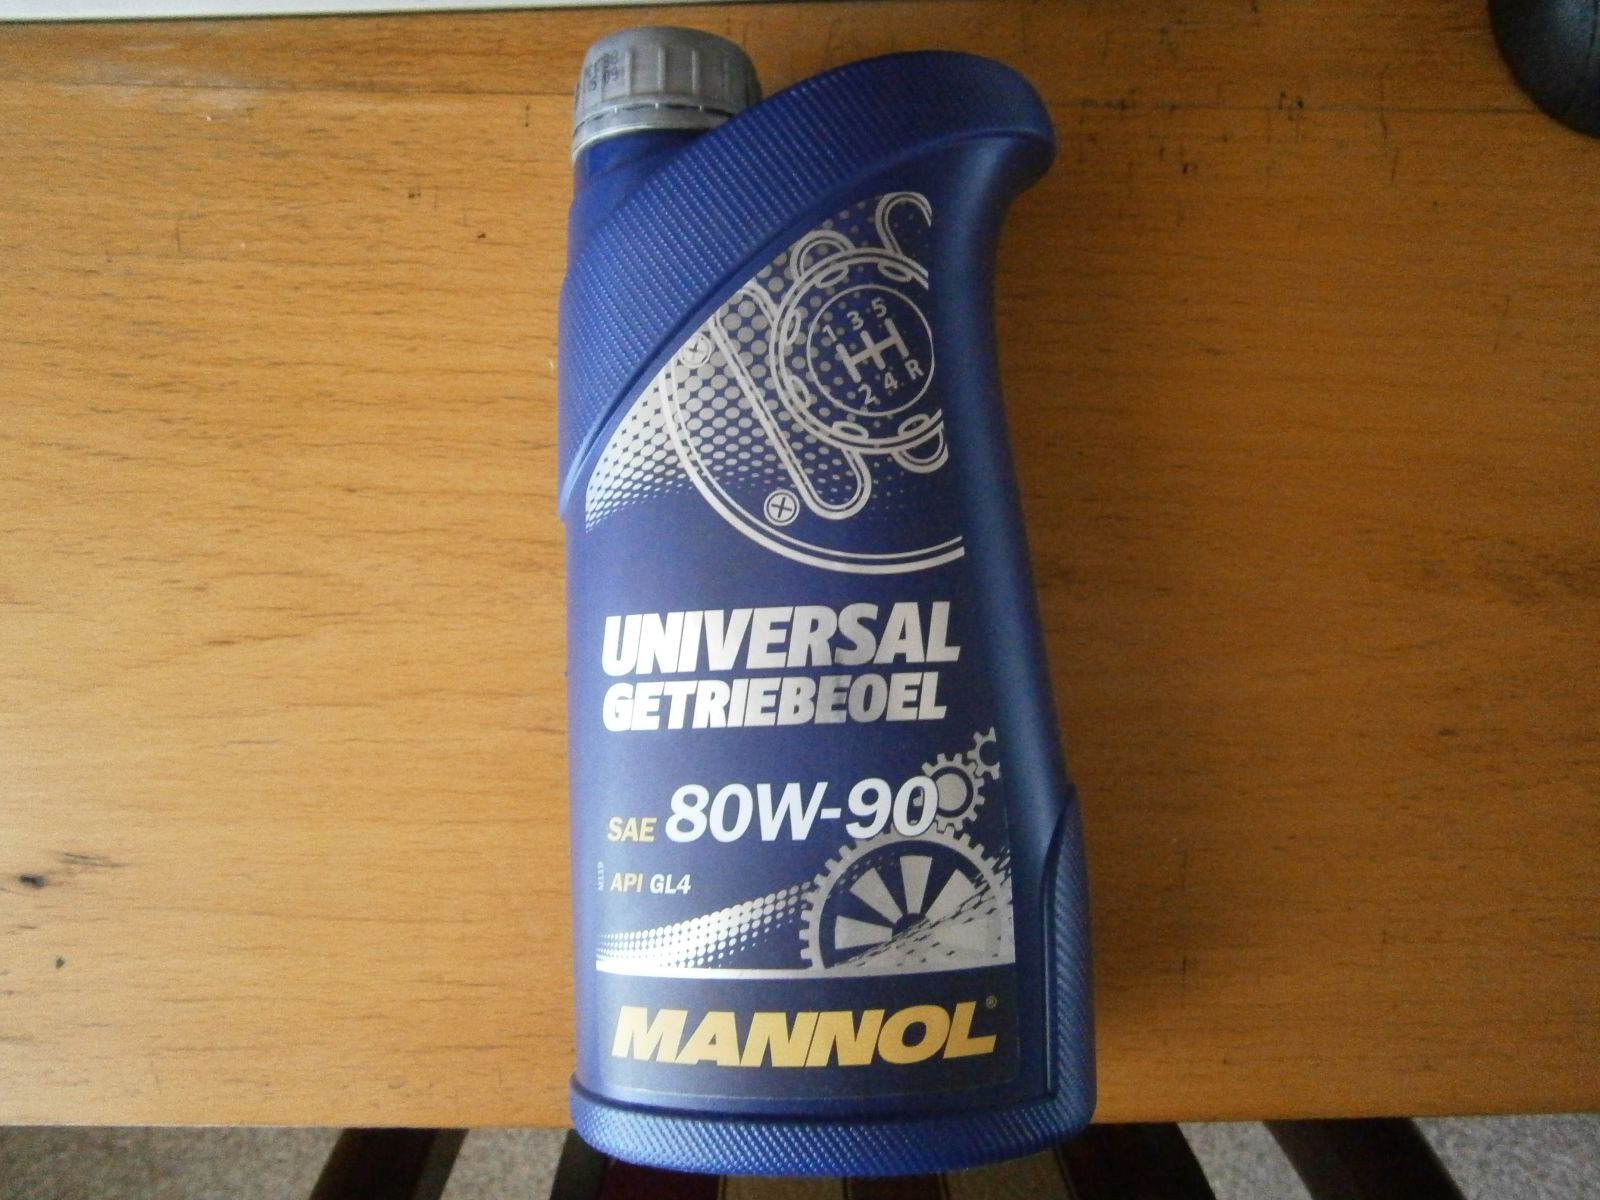 1 3 5
2 4 R
UNIVERSAL
GETRIEBEOEL
SAE 80W-90
API GL4
MANNOL®